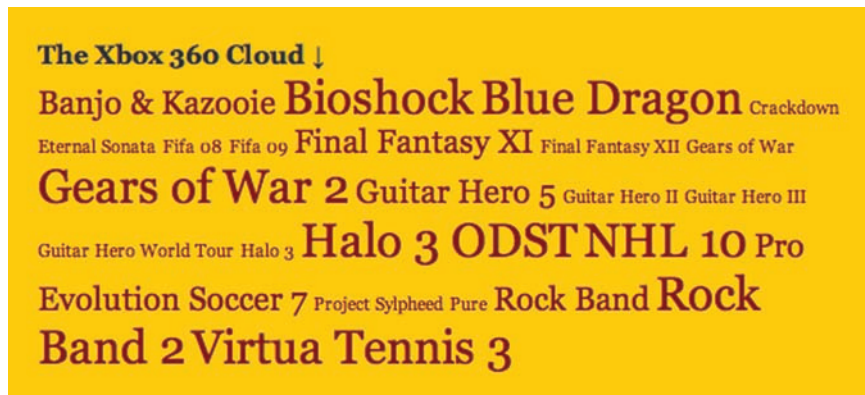 The Xbox 360 Cloud ↓
Banjo & Kazooie Bioshock Blue Dragon Crackdown
Eternal Sonata Fifa 08 Fifa 09 Final Fantasy XI Final Fantasy XII Gears of War
Gears of War 2 Guitar Hero 5 Guitar Hero II Guitar Hero III
Guitar Hero World Tour Halo 3 Halo 3 ODST NHL 10 Pro
Evolution Soccer 7 Project Sylpheed Pure Rock Band Rock
Band 2 Virtua Tennis 3